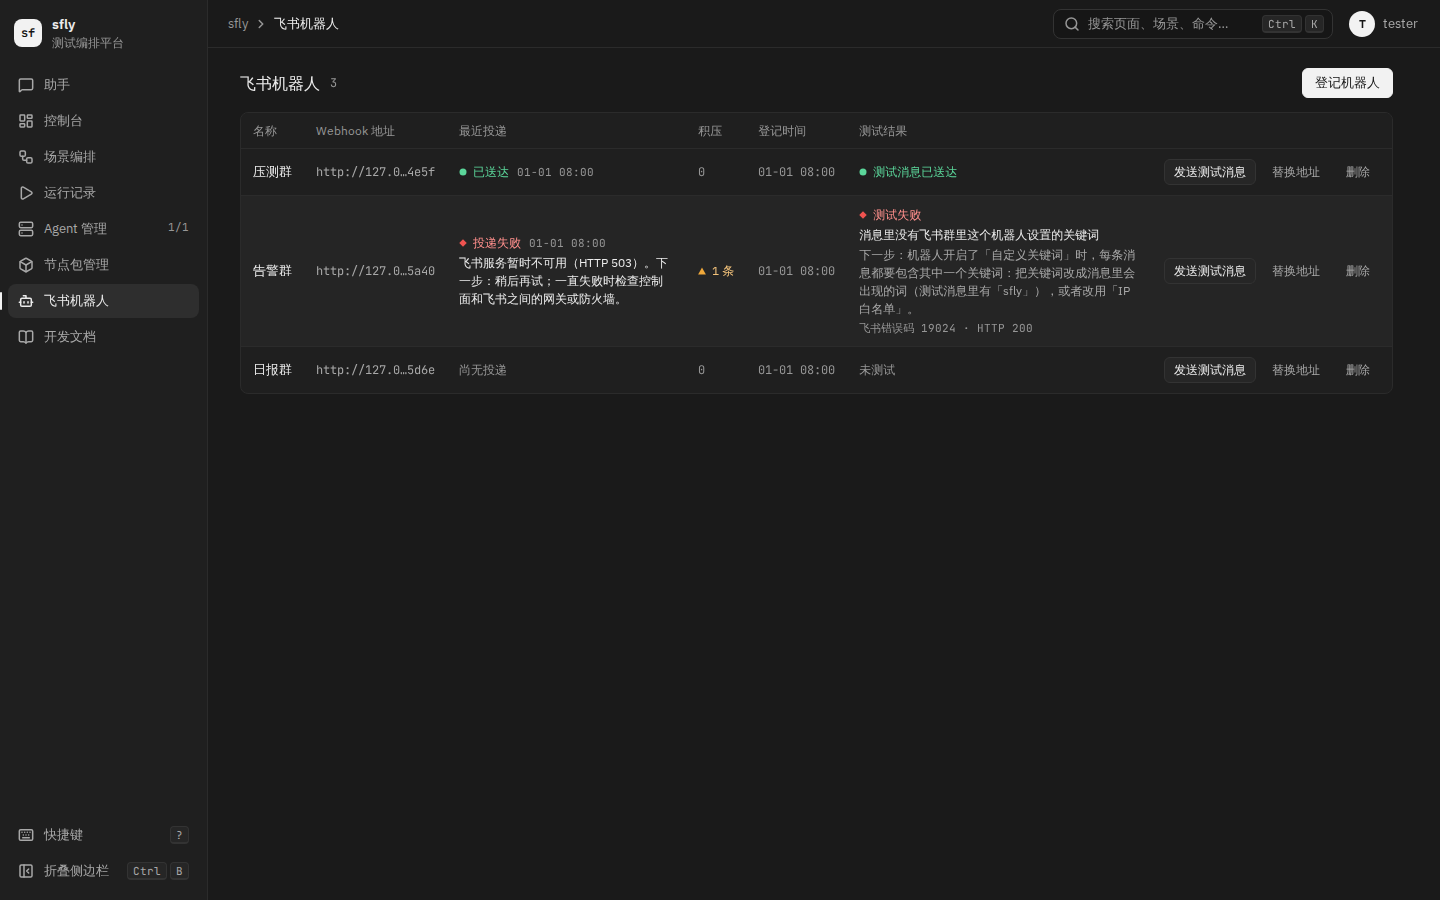 sf
sfly
测试编排平台
助手
控制台
场景编排
运行记录
Agent 管理 1/1
节点包管理
飞书机器人
开发文档
快捷键 ?
折叠侧边栏 Ctrl B
sfly 飞书机器人
搜索页面、场景、命令... Ctrl K
T tester
飞书机器人 3
登记机器人
名称 Webhook 地址 最近投递 积压 登记时间 测试结果
压测群 http://127.0…4e5f 已送达 01-01 08:00 0 01-01 08:00 测试消息已送达 发送测试消息 替换地址 删除
告警群 http://127.0…5a40
投递失败 01-01 08:00
飞书服务暂时不可用（HTTP 503）。下
一步：稍后再试；一直失败时检查控制
面和飞书之间的网关或防火墙。
1 条 01-01 08:00
测试失败
消息里没有飞书群里这个机器人设置的关键词
下一步：机器人开启了「自定义关键词」时，每条消
息都要包含其中一个关键词：把关键词改成消息里会
出现的词（测试消息里有「sfly」），或者改用「IP
白名单」。
飞书错误码 19024 · HTTP 200
发送测试消息 替换地址 删除
日报群 http://127.0…5d6e 尚无投递 0 01-01 08:00 未测试 发送测试消息 替换地址 删除